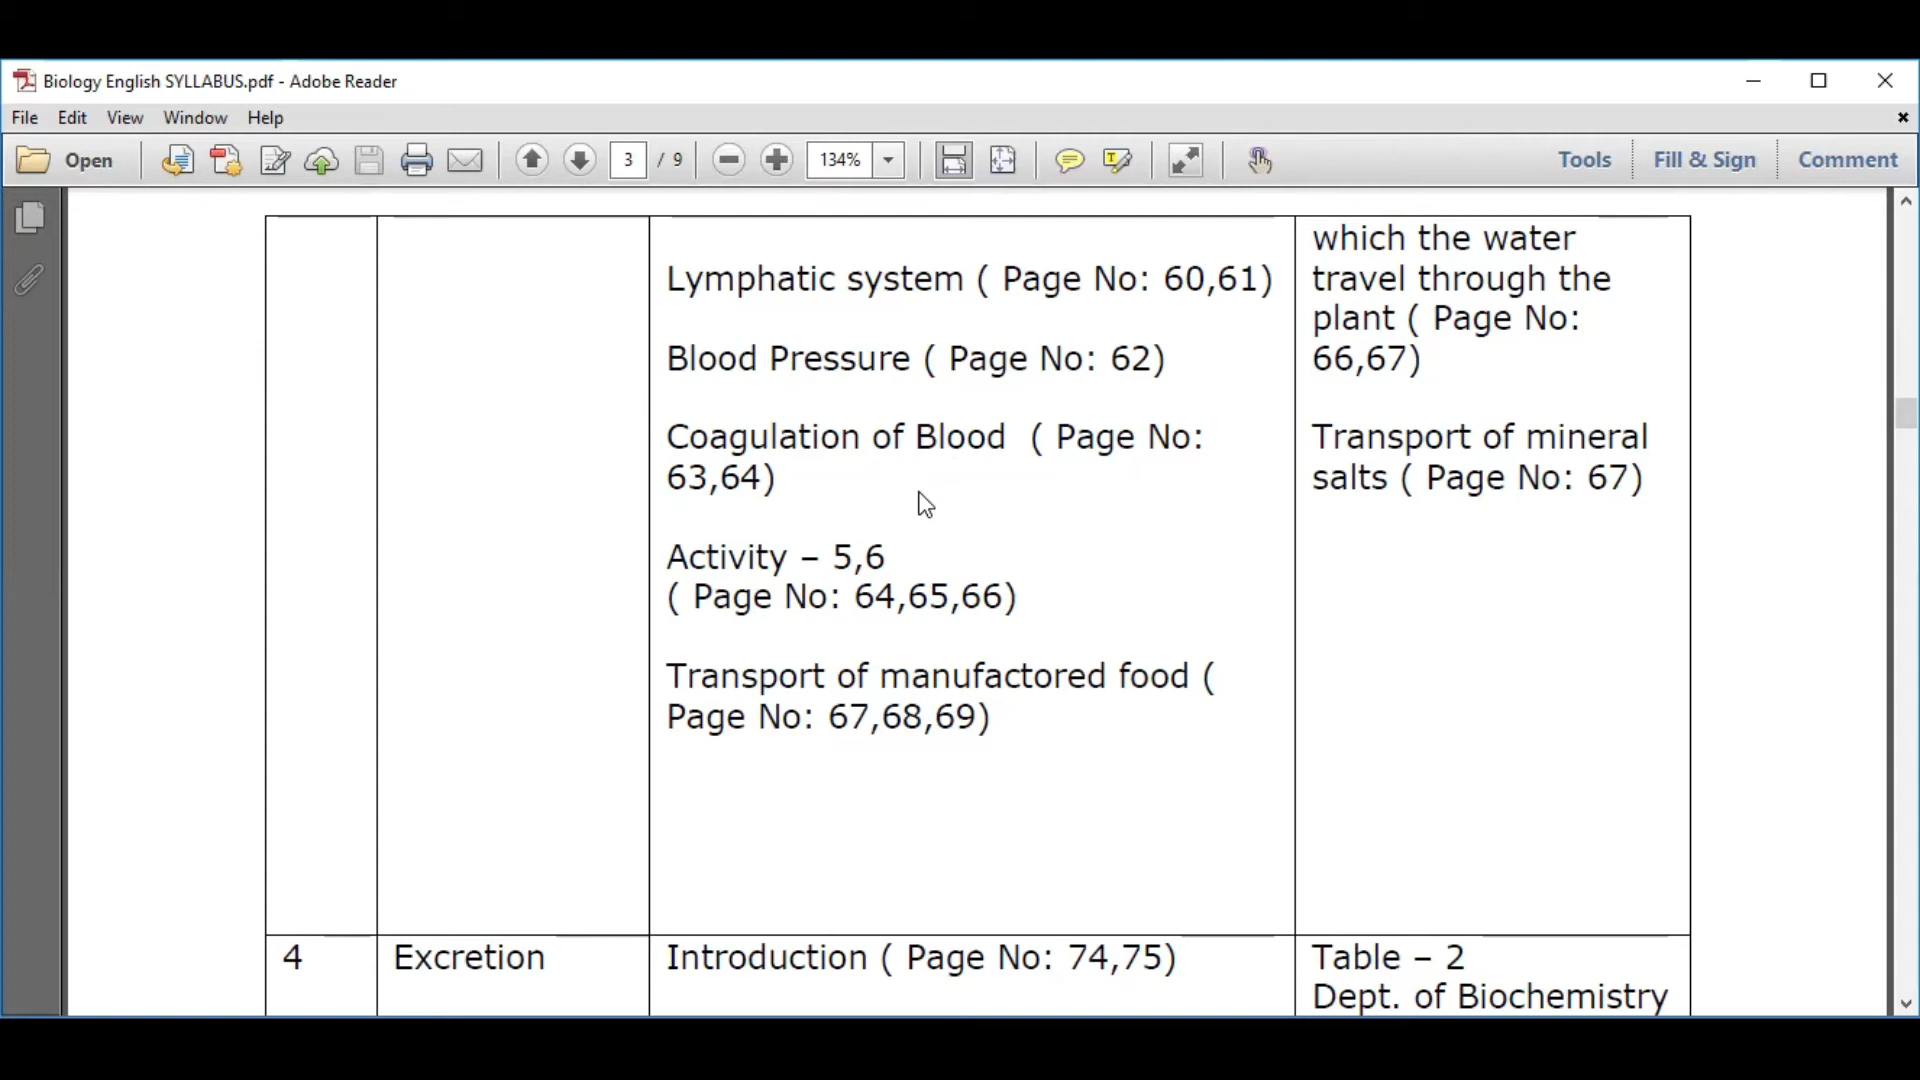 Biology English SYLLABUS.pdf - Adobe Reader
File Edit View Window Help
Open 3 / 9 134% Tools Fill & Sign Comment
Lymphatic system ( Page No: 60,61)
Blood Pressure ( Page No: 62)
Coagulation of Blood ( Page No:
63,64)
Activity – 5,6
( Page No: 64,65,66)
Transport of manufactored food (
Page No: 67,68,69)
which the water
travel through the
plant ( Page No:
66,67)
Transport of mineral
salts ( Page No: 67)
4 Excretion Introduction ( Page No: 74,75) Table – 2
Dept. of Biochemistry